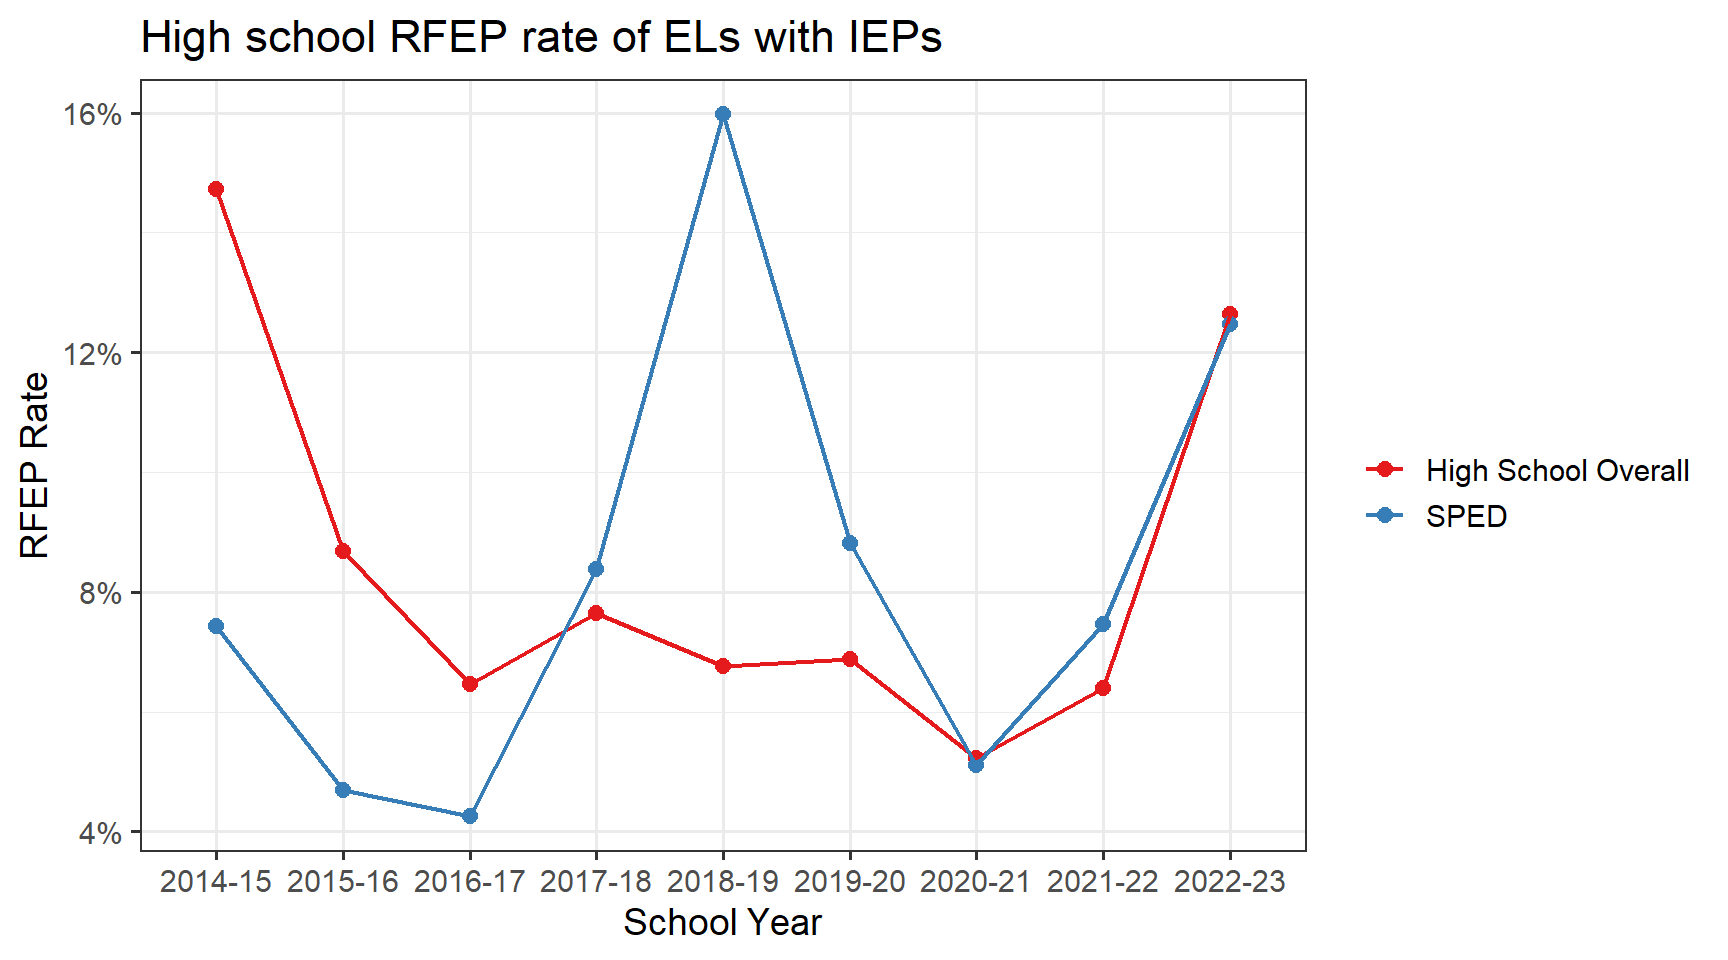 High school RFEP rate of ELs with IEPs
16%
12%
8%
4%
RFEP Rate
2014-15 2015-16 2016-17 2017-18 2018-19 2019-20 2020-21 2021-22 2022-23
School Year
High School Overall
SPED